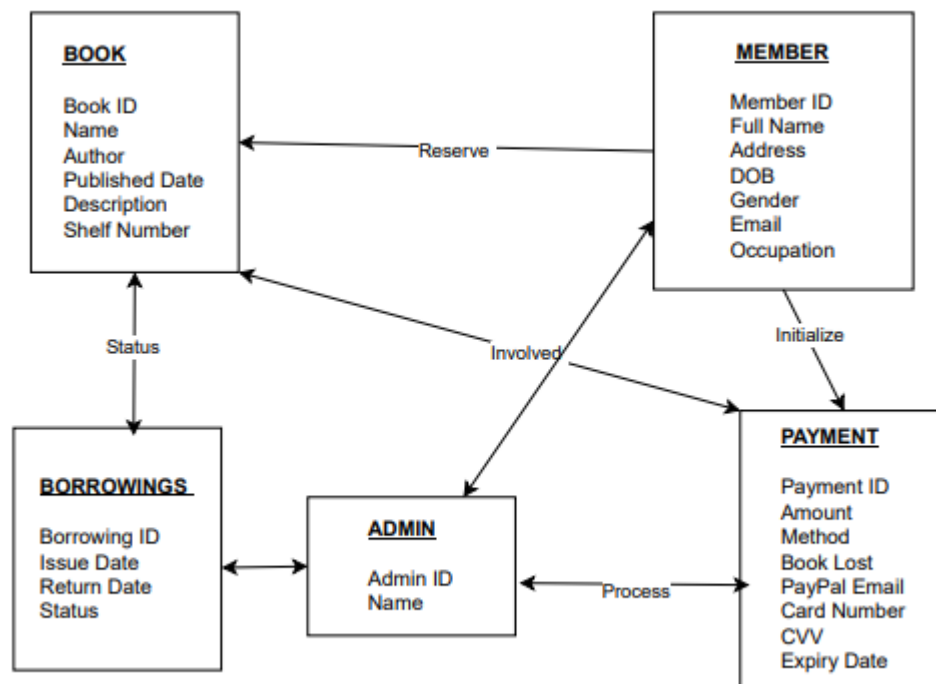 BOOK
Book ID
Name
Author
Published Date
Description
Shelf Number
MEMBER
Member ID
Full Name
Address
DOB
Gender
Email
Occupation
Reserve
Status
Involved
Initialize
BORROWINGS
Borrowing ID
Issue Date
Return Date
Status
ADMIN
Admin ID
Name
Process
PAYMENT
Payment ID
Amount
Method
Book Lost
PayPal Email
Card Number
CVV
Expiry Date